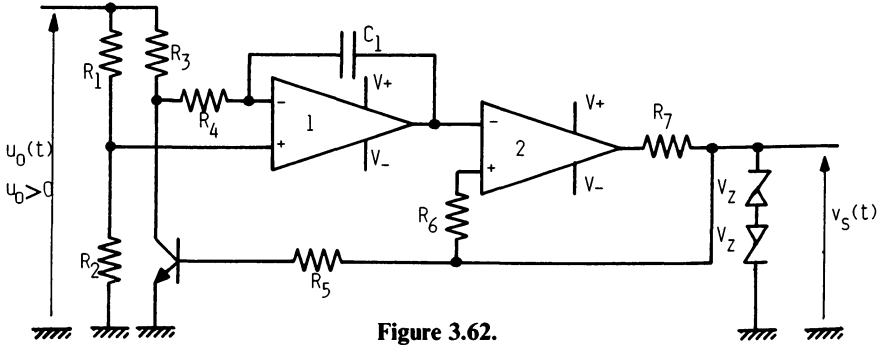 R1
R3
C1
V+
R4
-
+
1
V-
V+
-
+
2
V-
R7
u0(t)
u0>0
R6
VZ
VZ
vS(t)
R2
R5
Figure 3.62.